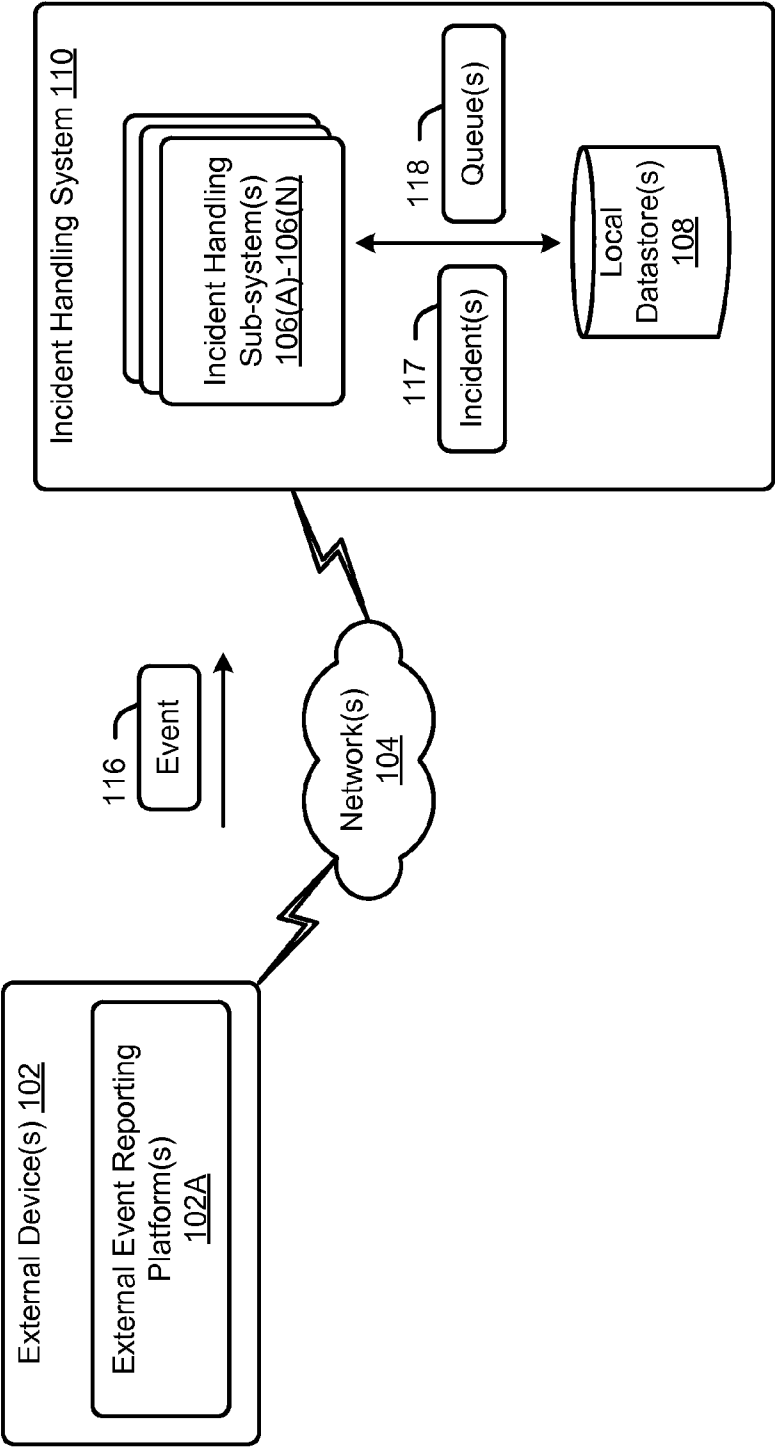 External Device(s) 102
External Event Reporting
Platform(s)
102A
116
Event
Network(s)
104
Incident Handling System 110
Incident Handling
Sub-system(s)
106(A)-106(N)
117
Incident(s)
118
Queue(s)
Local
Datastore(s)
108